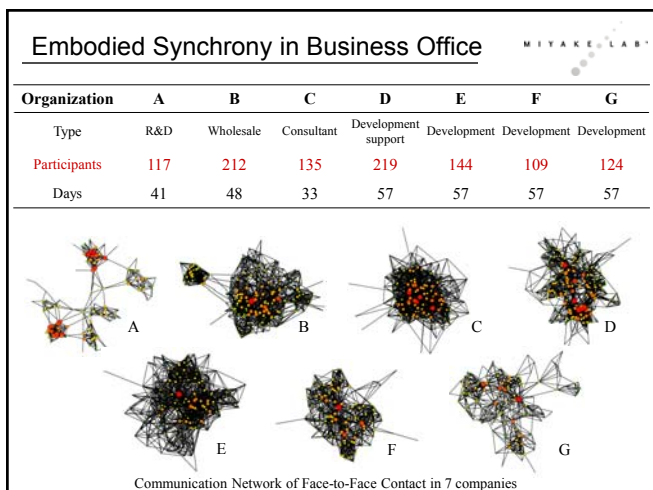 Embodied Synchrony in Business Office
MIYAKE LAB
Organization A B C D E F G
Type R&D Wholesale Consultant Development support Development Development Development
Participants 117 212 135 219 144 109 124
Days 41 48 33 57 57 57 57
A
B
C
D
E
F
G
Communication Network of Face-to-Face Contact in 7 companies